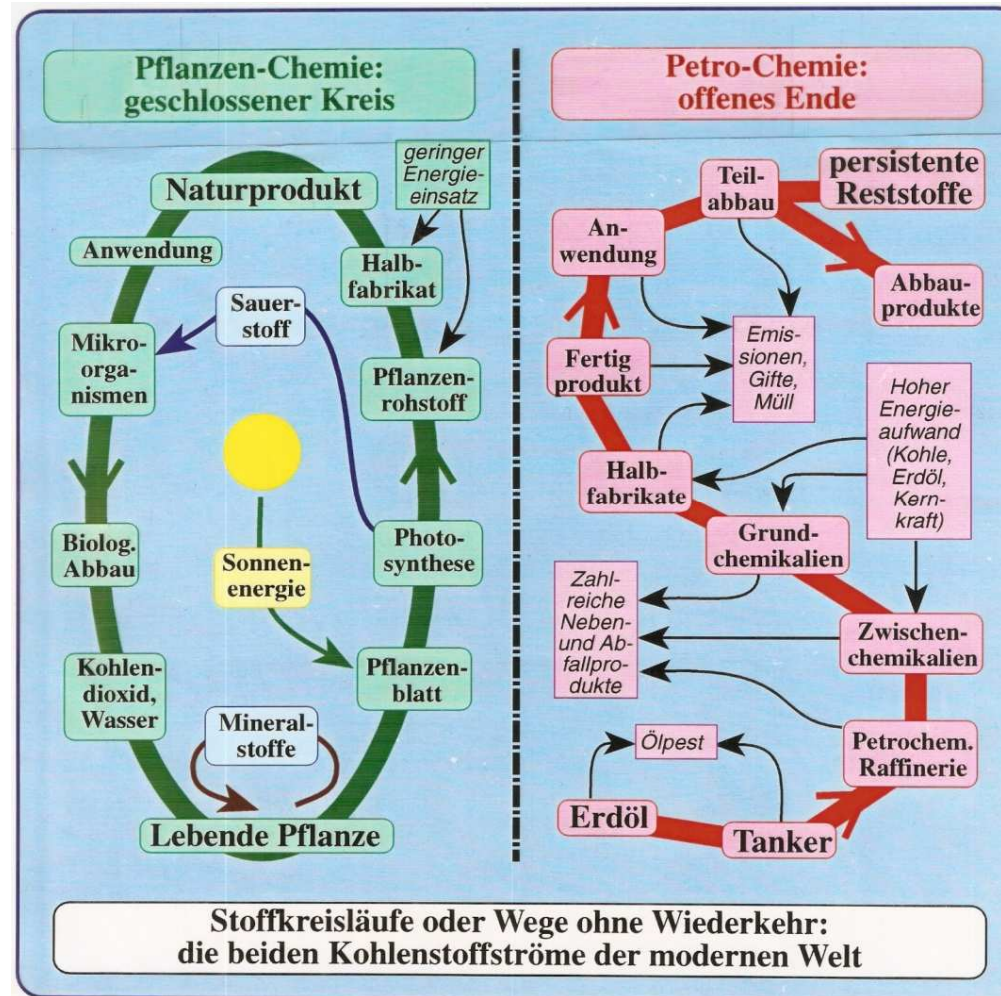 Pflanzen-Chemie:
geschlossener Kreis
geringer
Energie-
einsatz
Naturprodukt
Anwendung
Halb-
fabrikat
Sauer-
stoff
Mikro-
orga-
nismen
Pflanzen-
rohstoff
Biolog.
Abbau
Sonnen-
energie
Photo-
synthese
Kohlen-
dioxid,
Wasser
Pflanzen-
blatt
Mineral-
stoffe
Lebende Pflanze
Petro-Chemie:
offenes Ende
Teil-
abbau
persistente
Reststoffe
An-
wendung
Abbau-
produkte
Emis-
sionen,
Gifte,
Müll
Fertig
produkt
Hoher
Energie-
aufwand
(Kohle,
Erdöl,
Kern-
kraft)
Halb-
fabrikate
Grund-
chemikalien
Zahl-
reiche
Neben-
und Ab-
fallpro-
dukte
Zwischen-
chemikalien
Ölpest
Petrochem.
Raffinerie
Erdöl
Tanker
Stoffkreisläufe oder Wege ohne Wiederkehr:
die beiden Kohlenstoffströme der modernen Welt